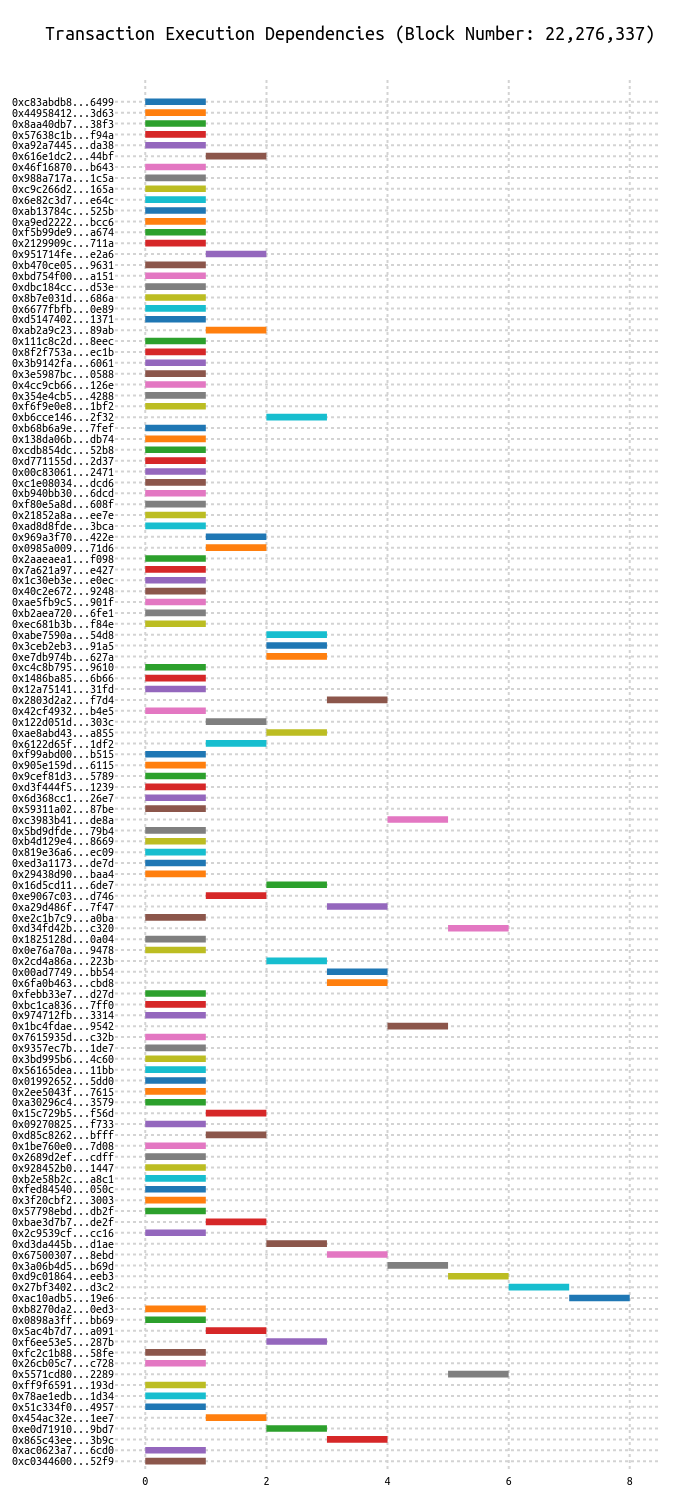 Transaction Execution Dependencies (Block Number: 22,276,337)
0xc83abdb8...6499
0x44958412...3d63
0x8aa40db7...38f3
0x57638c1b...f94a
0xa92a7445...da38
0x616e1dc2...44bf
0x46f16870...b643
0x988a717a...1c5a
0xc9c266d2...165a
0x6e82c3d7...e64c
0xab13784c...525b
0xa9ed2222...bcc6
0xf5b99de9...a674
0x2129909c...711a
0x951714fe...e2a6
0xb470ce05...9631
0xbd754f00...a151
0xdbc184cc...d53e
0x8b7e031d...686a
0x6677fbfb...0e89
0xd5147402...1371
0xab2a9c23...89ab
0x111c8c2d...8eec
0x8f2f753a...ec1b
0x3b9142fa...6061
0x3e5987bc...0588
0x4cc9cb66...126e
0x354e4cb5...4288
0xf6f9e0e8...1bf2
0xb6cce146...2f32
0xb68b6a9e...7fef
0x138da06b...db74
0xcdb854dc...52b8
0xd771155d...2d37
0x00c83061...2471
0xc1e08034...dcd6
0xb940bb30...6dcd
0xf80e5a8d...608f
0x21852a8a...ee7e
0xad8d8fde...3bca
0x969a3f70...422e
0x0985a009...71d6
0x2aaeaea1...f098
0x7a621a97...e427
0x1c30eb3e...e0ec
0x40c2e672...9248
0xae5fb9c5...901f
0xb2aea720...6fe1
0xec681b3b...f84e
0xabe7590a...54d8
0x3ceb2eb3...91a5
0xe7db974b...627a
0xc4c8b795...9610
0x1486ba85...6b66
0x12a75141...31fd
0x2803d2a2...f7d4
0x42cf4932...b4e5
0x122d051d...303c
0xae8abd43...a855
0x6122d65f...1df2
0xf99abd00...b515
0x905e159d...6115
0x9cef81d3...5789
0xd3f444f5...1239
0x6d368cc1...26e7
0x59311a02...87be
0xc3983b41...de8a
0x5bd9dfde...79b4
0xb4d129e4...8669
0x819e36a6...ec09
0xed3a1173...de7d
0x29438d90...baa4
0x16d5cd11...6de7
0xe9067c03...d746
0xa29d486f...7f47
0xe2c1b7c9...a0ba
0xd34fd42b...c320
0x1825128d...0a04
0x0e76a70a...9478
0x2cd4a86a...223b
0x00ad7749...bb54
0x6fa0b463...cbd8
0xfebb33e7...d27d
0xbc1ca836...7ff0
0x974712fb...3314
0x1bc4fdae...9542
0x7615935d...c32b
0x9357ec7b...1de7
0x3bd995b6...4c60
0x56165dea...11bb
0x01992652...5dd0
0x2ee5043f...7615
0xa30296c4...3579
0x15c729b5...f56d
0x09270825...f733
0xd85c8262...bfff
0x1be760e0...7d08
0x2689d2ef...cdff
0x928452b0...1447
0xb2e58b2c...a8c1
0xfed84540...050c
0x3f20cbf2...3003
0x57798ebd...db2f
0xbae3d7b7...de2f
0x2c9539cf...cc16
0xd3da445b...d1ae
0x67500307...8ebd
0x3a06b4d5...b69d
0xd9c01864...eeb3
0x27bf3402...d3c2
0xac10adb5...19e6
0xb8270da2...0ed3
0x0898a3ff...bb69
0x5ac4b7d7...a091
0xf6ee53e5...287b
0xfc2c1b88...58fe
0x26cb05c7...c728
0x5571cd80...2289
0xff9f6591...193d
0x78ae1edb...1d34
0x51c334f0...4957
0x454ac32e...1ee7
0xe0d71910...9bd7
0x865c43ee...3b9c
0xac0623a7...6cd0
0xc0344600...52f9
0 2 4 6 8